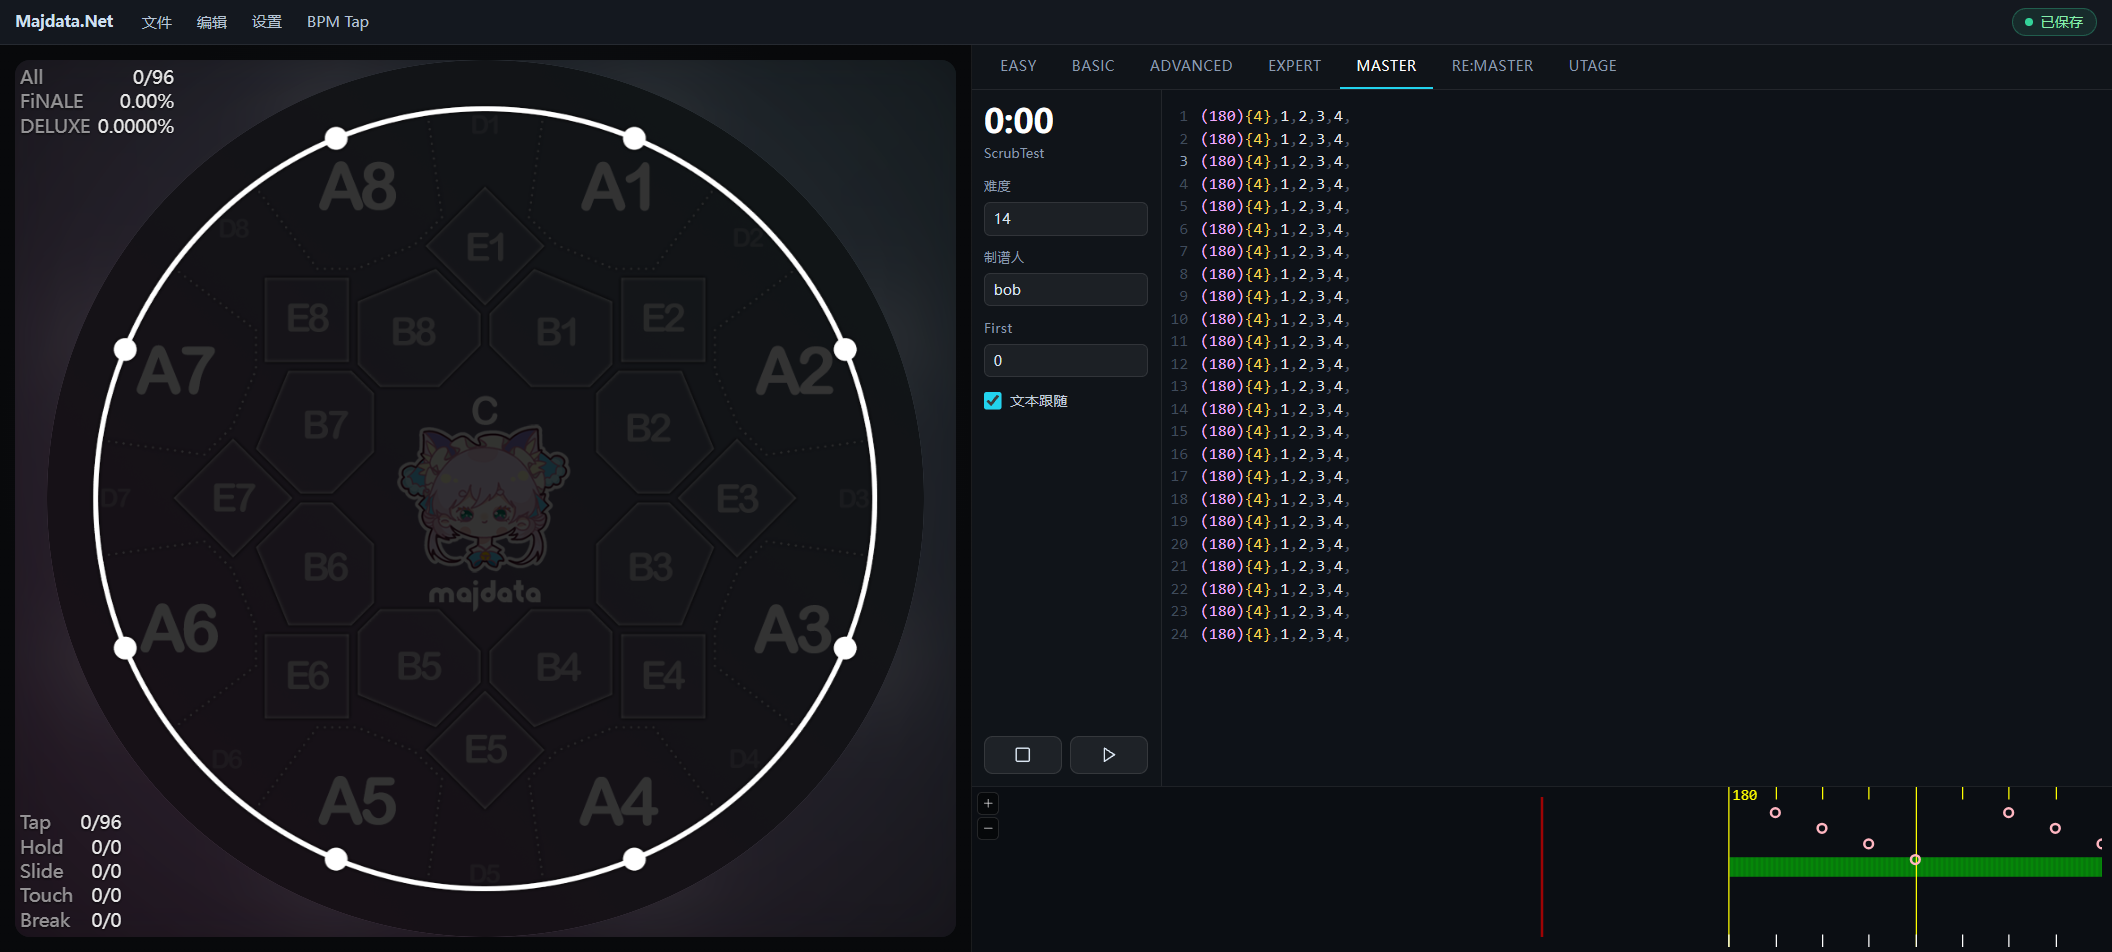 Majdata.Net 文件 编辑 设置 BPM Tap 已保存
All 0/96
FiNALE 0.00%
DELUXE 0.0000%
D1
A8 A1
D8 D2
E1
E8 B8 B1 E2
A7 A2
C
B7 B2
D7 E7 E3 D3
majdata
B6 B3
A6 A3
E6 B5 B4 E4
E5
D6 D4
A5 A4
D5
Tap 0/96
Hold 0/0
Slide 0/0
Touch 0/0
Break 0/0
EASY BASIC ADVANCED EXPERT MASTER RE:MASTER UTAGE
0:00
ScrubTest
难度
14
制谱人
bob
First
0
文本跟随
1 (180){4},1,2,3,4,
2 (180){4},1,2,3,4,
3 (180){4},1,2,3,4,
4 (180){4},1,2,3,4,
5 (180){4},1,2,3,4,
6 (180){4},1,2,3,4,
7 (180){4},1,2,3,4,
8 (180){4},1,2,3,4,
9 (180){4},1,2,3,4,
10 (180){4},1,2,3,4,
11 (180){4},1,2,3,4,
12 (180){4},1,2,3,4,
13 (180){4},1,2,3,4,
14 (180){4},1,2,3,4,
15 (180){4},1,2,3,4,
16 (180){4},1,2,3,4,
17 (180){4},1,2,3,4,
18 (180){4},1,2,3,4,
19 (180){4},1,2,3,4,
20 (180){4},1,2,3,4,
21 (180){4},1,2,3,4,
22 (180){4},1,2,3,4,
23 (180){4},1,2,3,4,
24 (180){4},1,2,3,4,
+
−
180